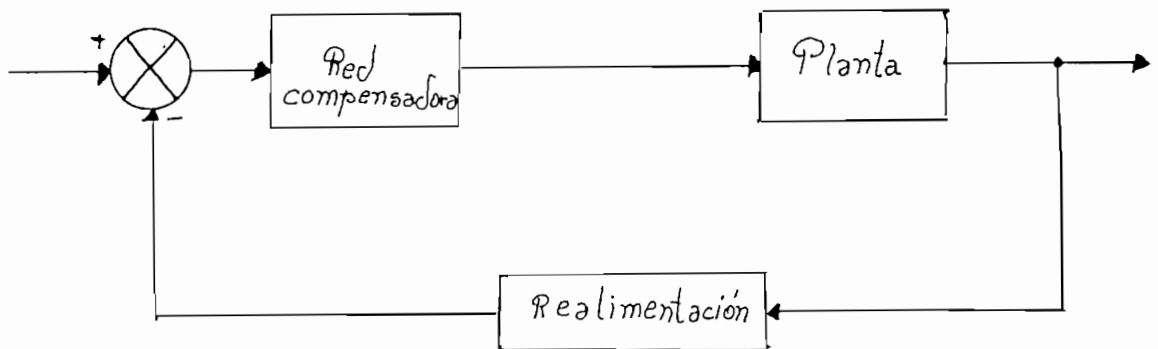 +
Red
compensadora
Planta
-
Realimentación